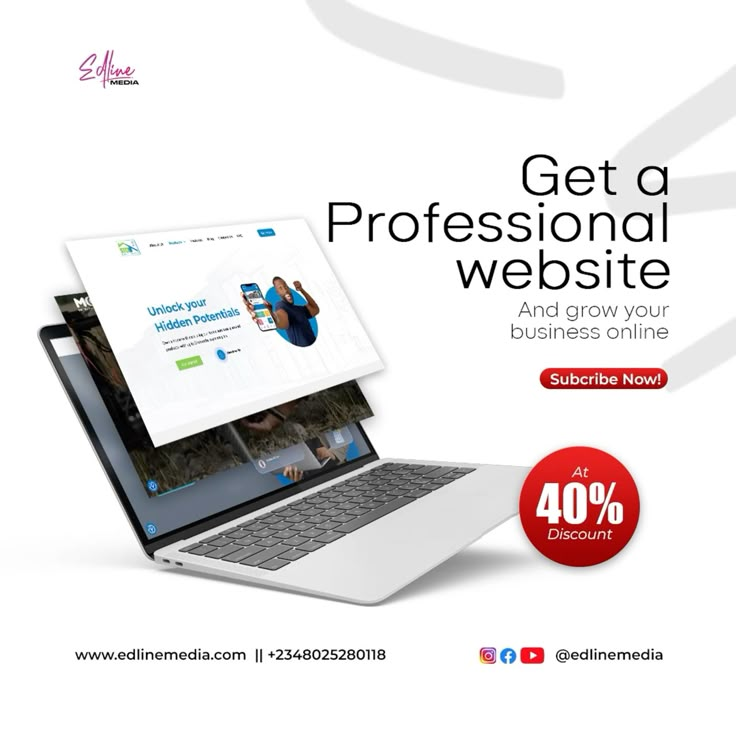 Edline
MEDIA
Get a
Professional
website
And grow your
business online
Subcribe Now!
Unlock your
Hidden Potentials
At
40%
Discount
www.edlinemedia.com || +2348025280118
@edlinemedia